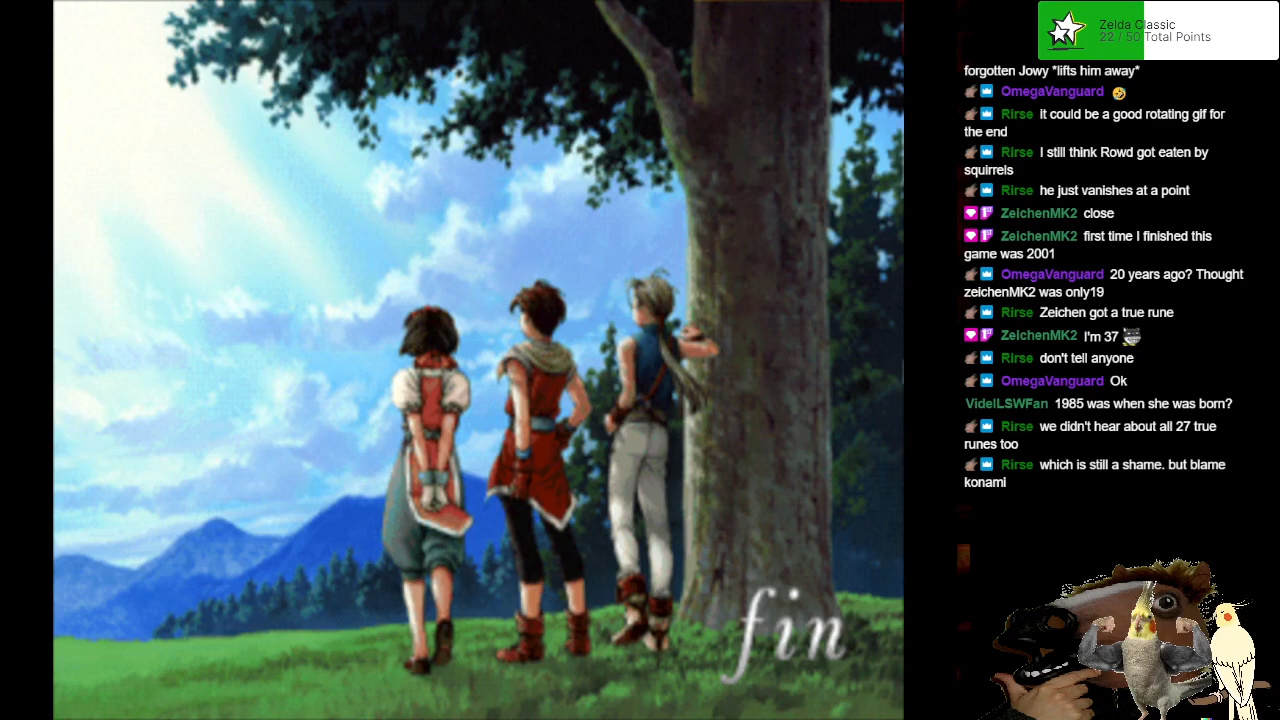 Zelda Classic
22 / 50 Total Points
forgotten Jowy *lifts him away*
OmegaVanguard
Rirse it could be a good rotating gif for
the end
Rirse I still think Rowd got eaten by
squirrels
Rirse he just vanishes at a point
ZeichenMK2 close
ZeichenMK2 first time I finished this
game was 2001
OmegaVanguard 20 years ago? Thought
zeichenMK2 was only19
Rirse Zeichen got a true rune
ZeichenMK2 I'm 37
Rirse don't tell anyone
OmegaVanguard Ok
VidelLSWFan 1985 was when she was born?
Rirse we didn't hear about all 27 true
runes too
Rirse which is still a shame. but blame
konami
fin